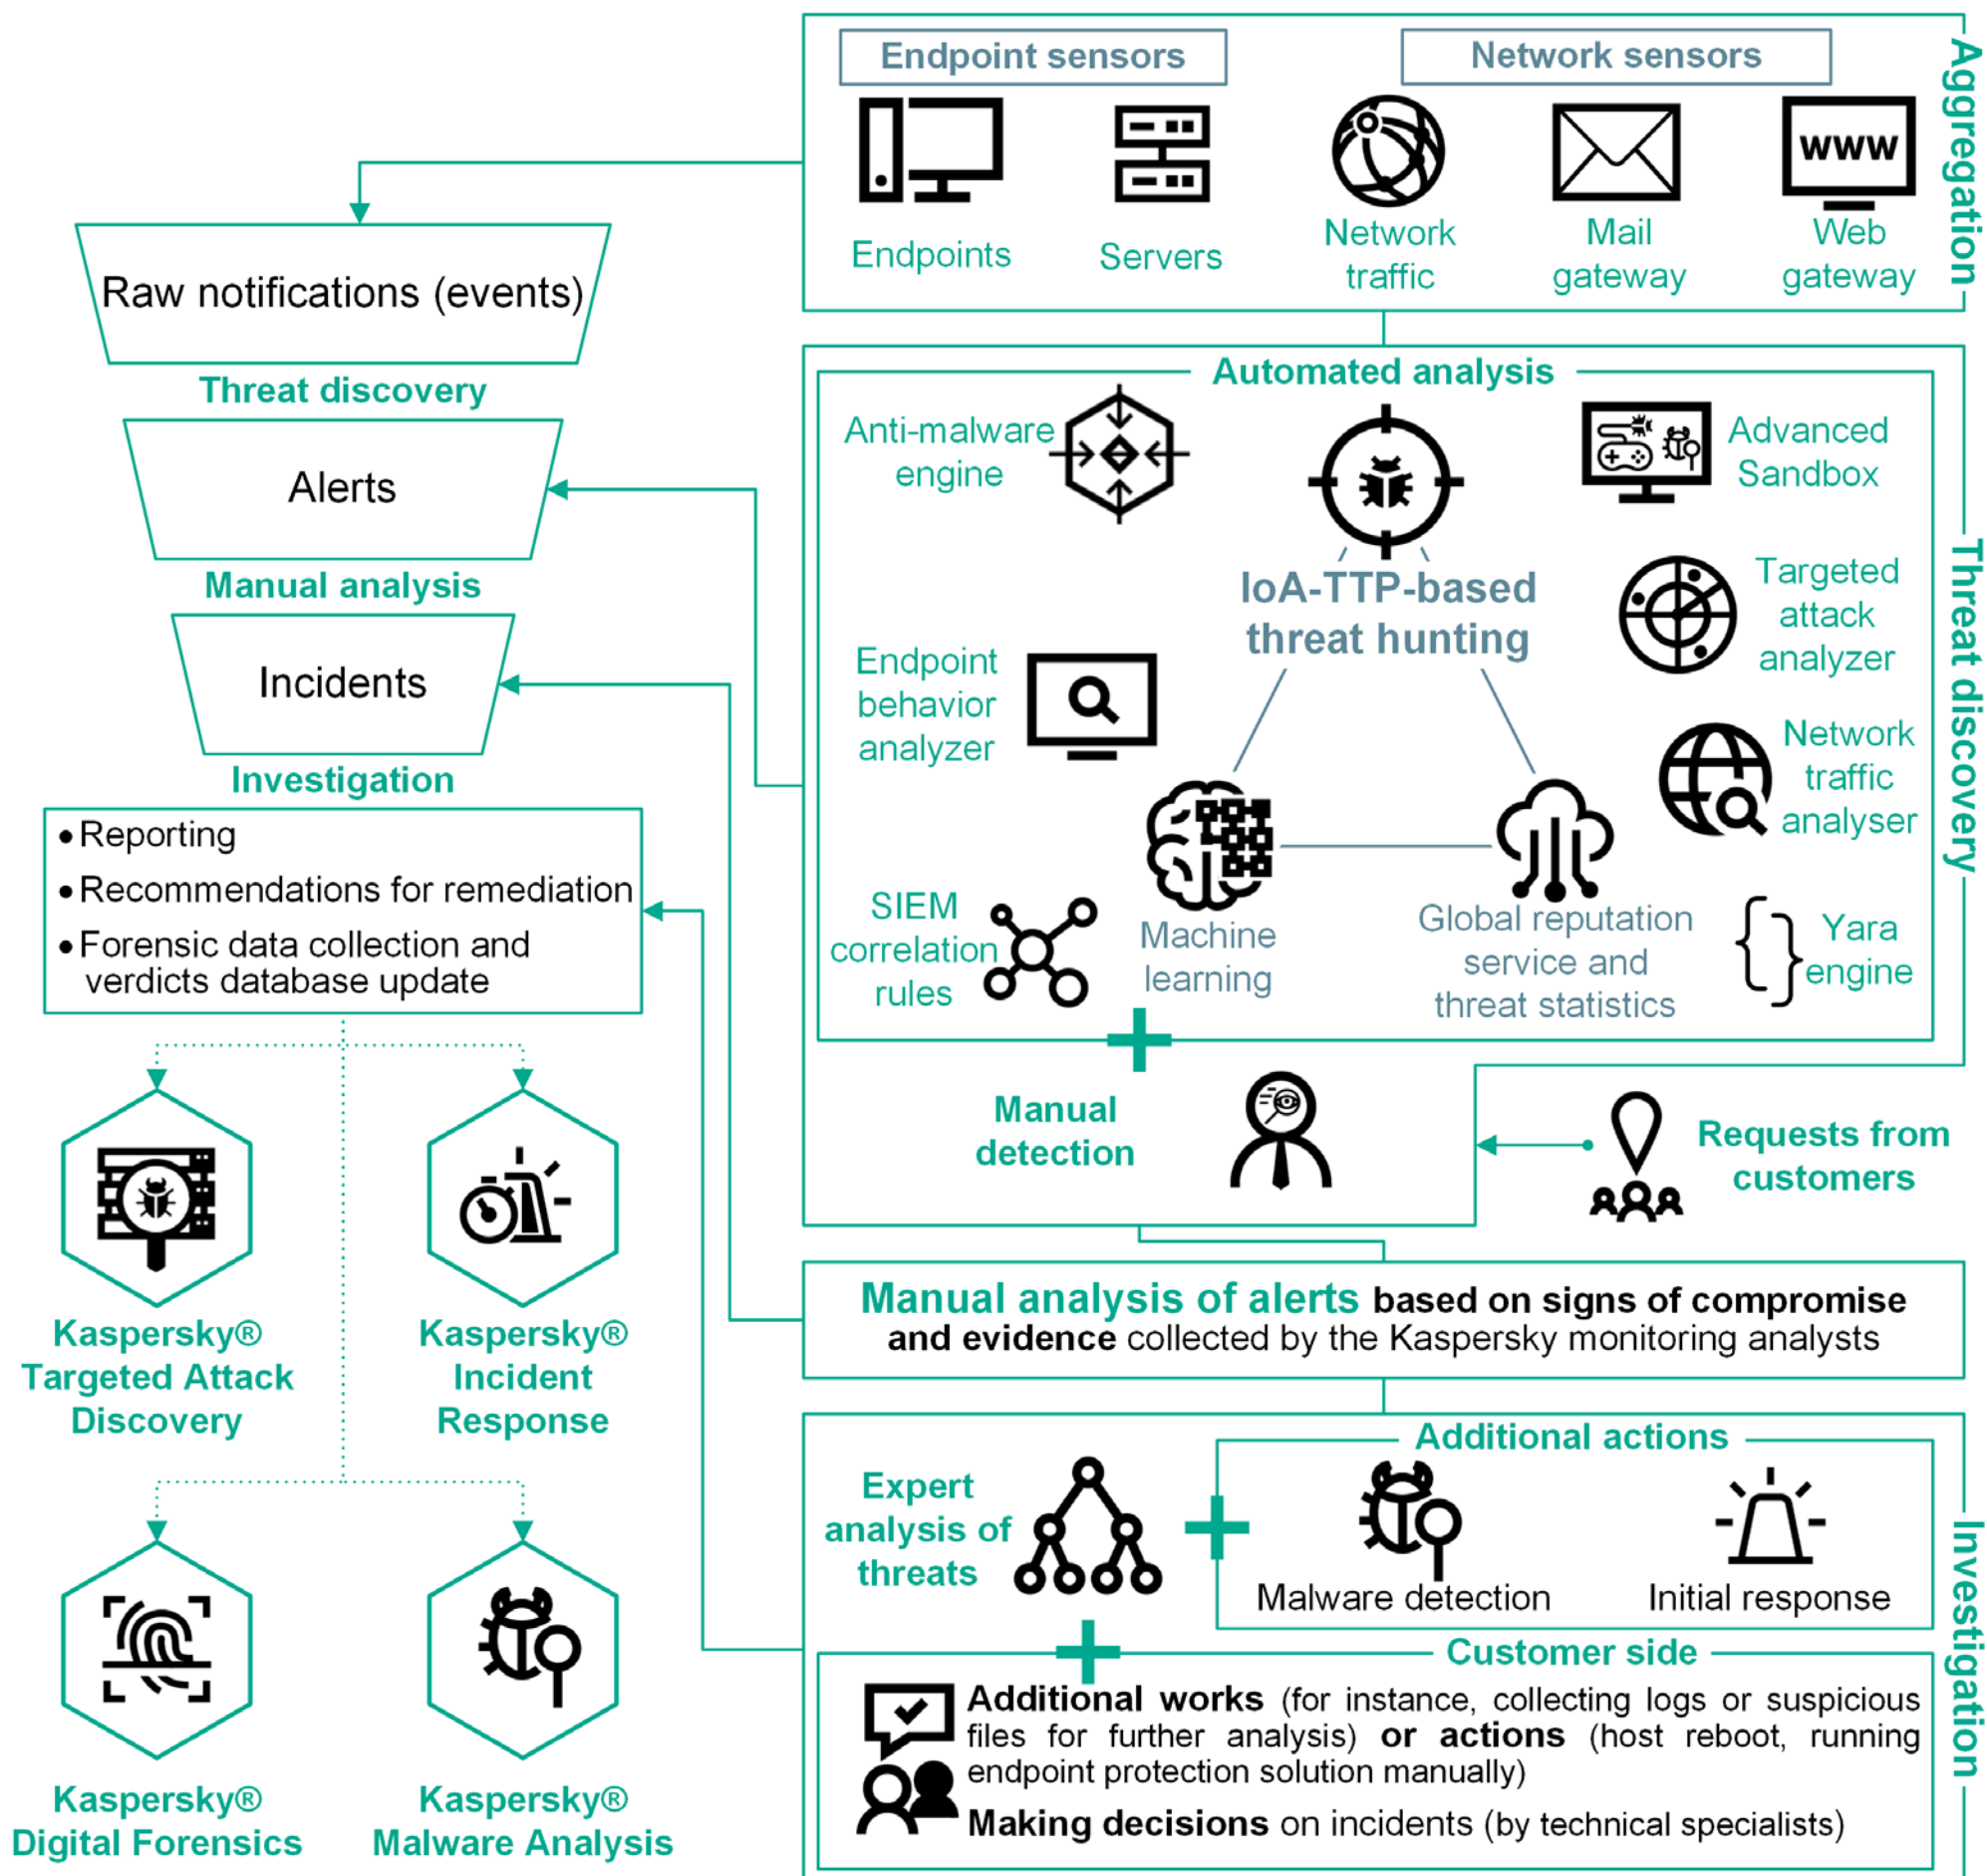 Endpoint sensors
Network sensors
Aggregation
Endpoints
Servers
Network
traffic
Mail
gateway
WWW
Web
gateway
Raw notifications (events)
Threat discovery
Alerts
Manual analysis
Incidents
Investigation
• Reporting
• Recommendations for remediation
• Forensic data collection and
verdicts database update
Kaspersky®
Targeted Attack
Discovery
Kaspersky®
Incident
Response
Kaspersky®
Digital Forensics
Kaspersky®
Malware Analysis
Threat discovery
Automated analysis
Anti-malware
engine
Advanced
Sandbox
IoA-TTP-based
threat hunting
Targeted
attack
analyzer
Endpoint
behavior
analyzer
Network
traffic
analyser
SIEM
correlation
rules
Machine
learning
Global reputation
service and
threat statistics
Yara
engine
Manual
detection
Requests from
customers
Manual analysis of alerts based on signs of compromise
and evidence collected by the Kaspersky monitoring analysts
Investigation
Expert
analysis of
threats
Additional actions
Malware detection
Initial response
Customer side
Additional works (for instance, collecting logs or suspicious
files for further analysis) or actions (host reboot, running
endpoint protection solution manually)
Making decisions on incidents (by technical specialists)